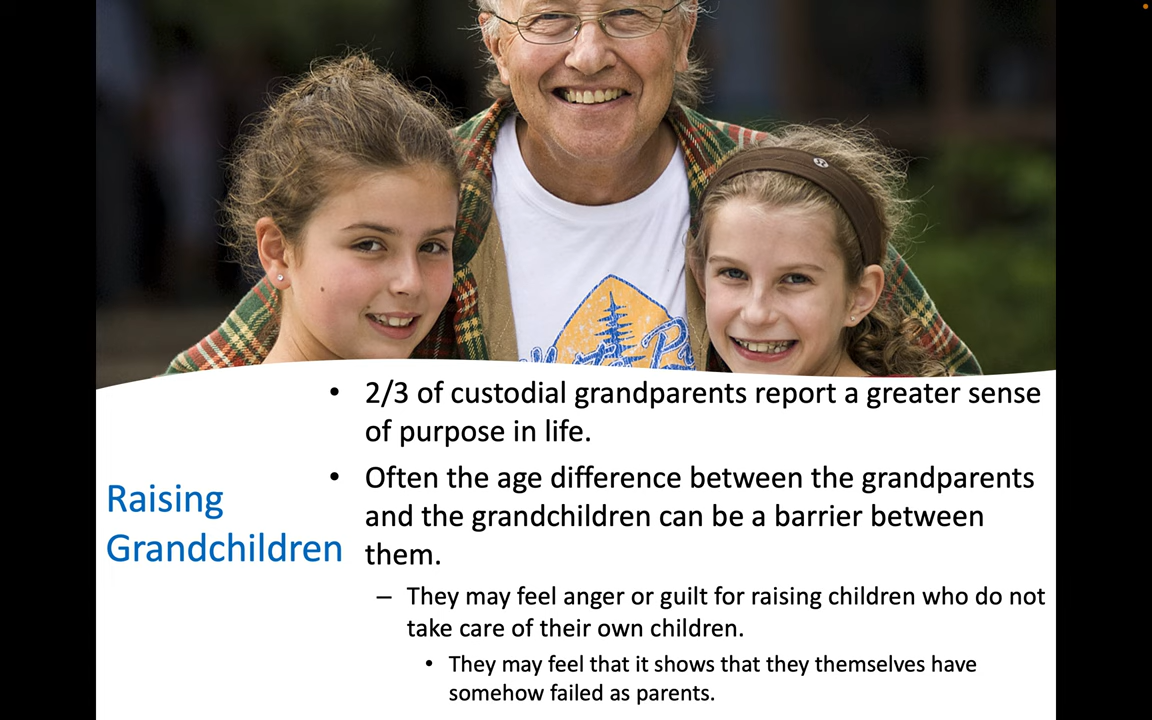 Raising
Grandchildren
• 2/3 of custodial grandparents report a greater sense
of purpose in life.
• Often the age difference between the grandparents
and the grandchildren can be a barrier between
them.
– They may feel anger or guilt for raising children who do not
take care of their own children.
• They may feel that it shows that they themselves have
somehow failed as parents.